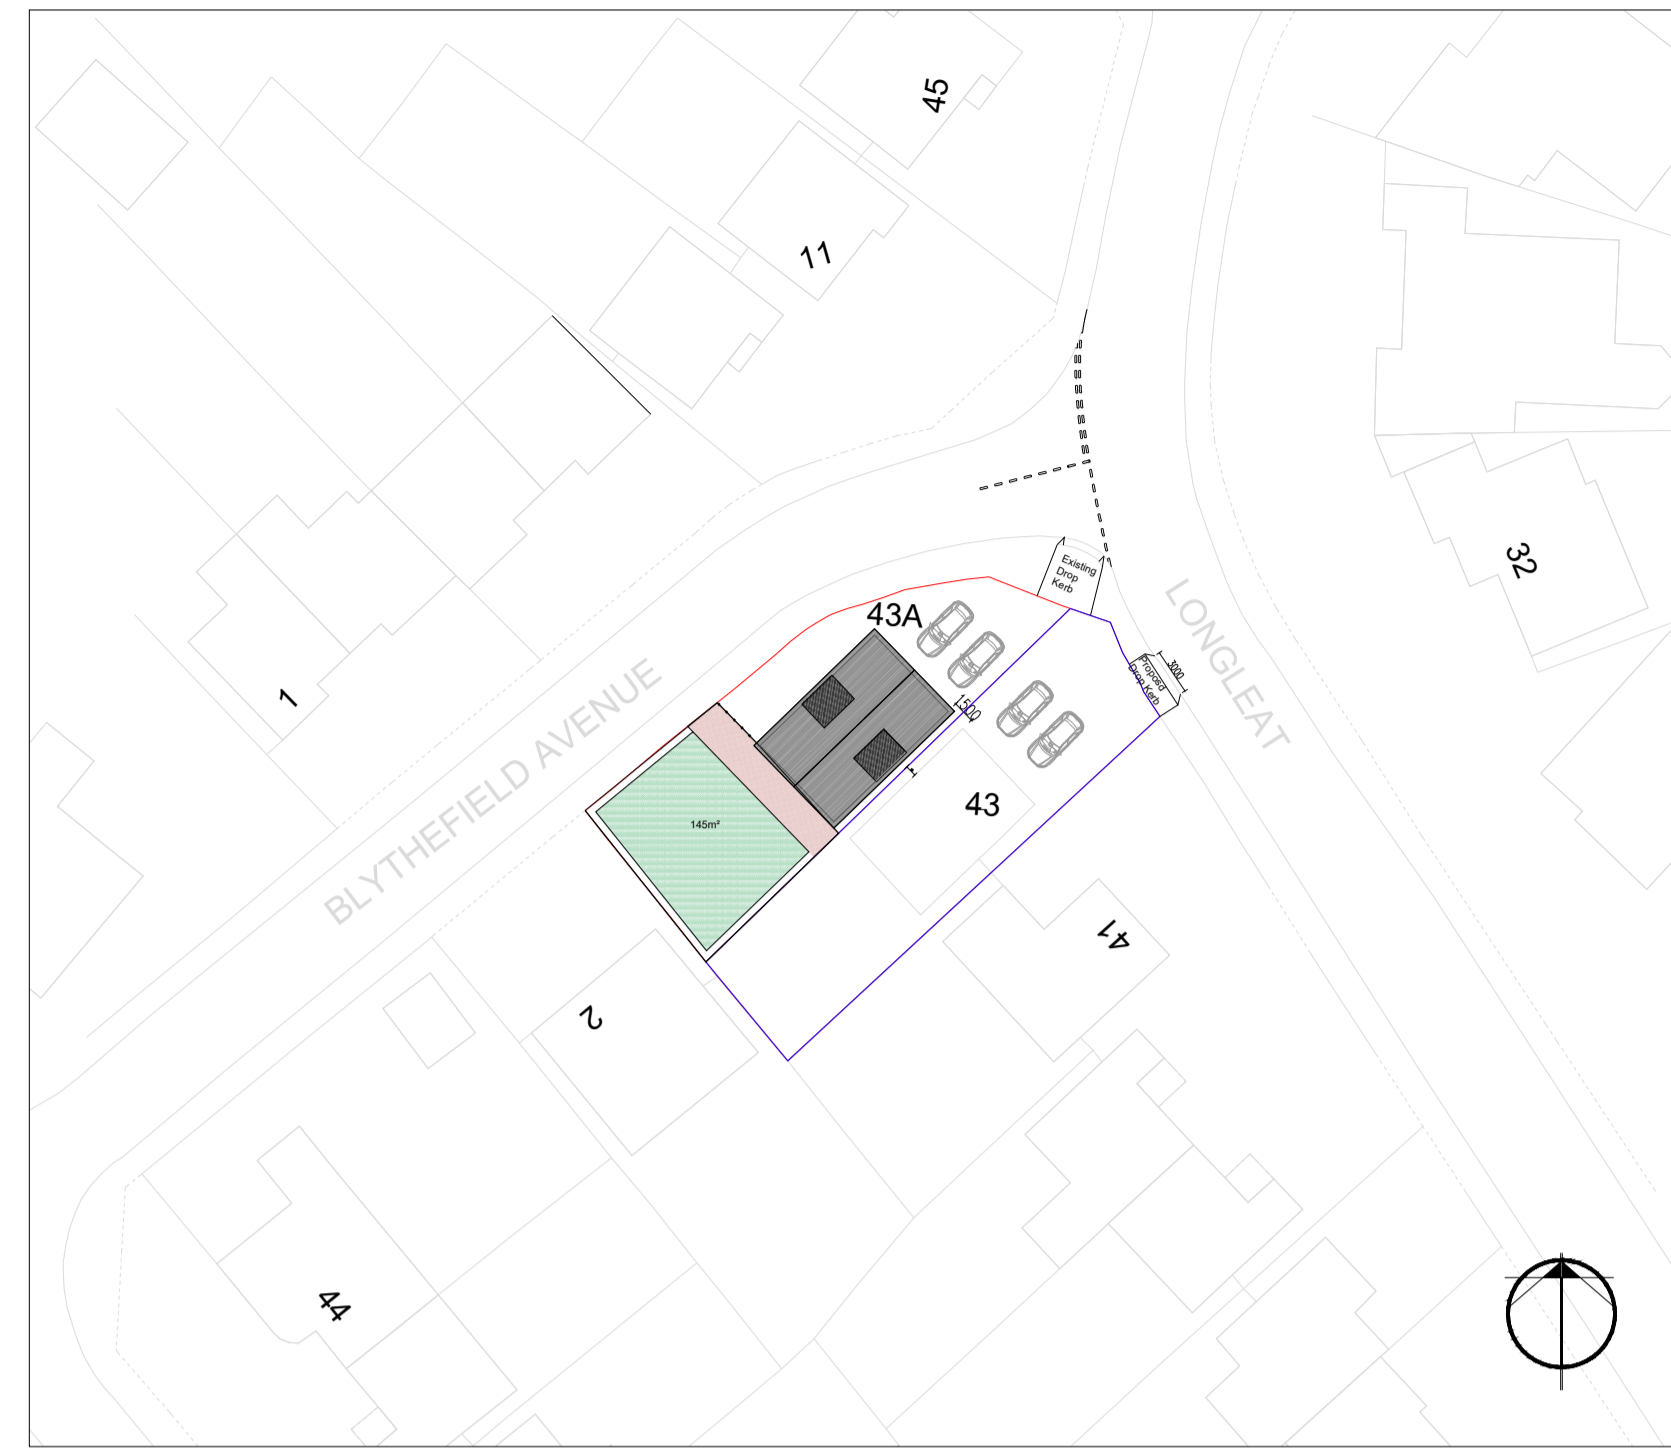 45
11
Existing
Drop
Kerb
32
43A
LONGLEAT
3000
Proposd
Drop Kerb
1
BLYTHEFIELD AVENUE
1500
43
145m²
41
2
44